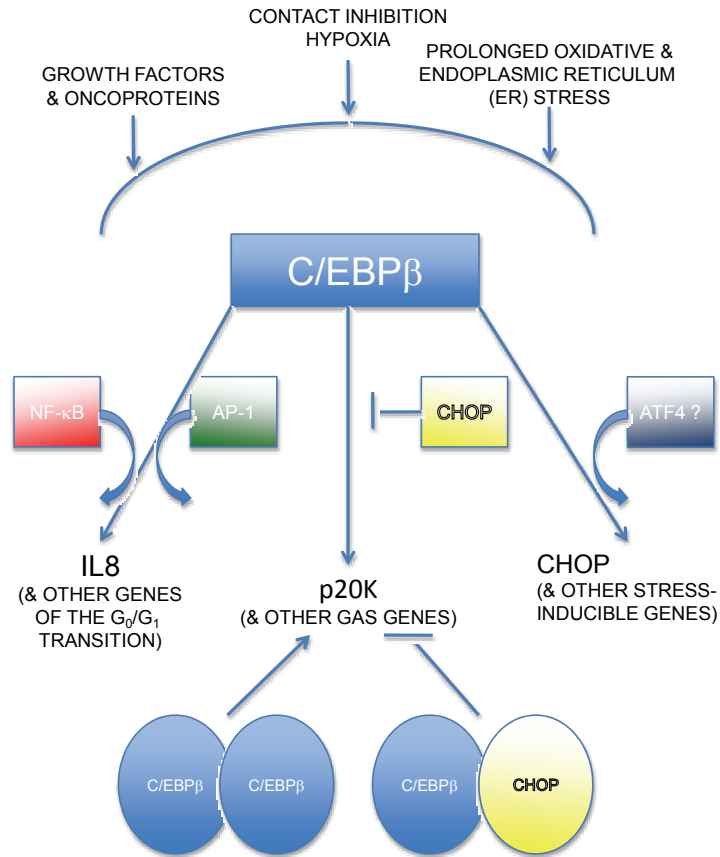 CONTACT INHIBITION
HYPOXIA
GROWTH FACTORS
& ONCOPROTEINS
PROLONGED OXIDATIVE &
ENDOPLASMIC RETICULUM
(ER) STRESS
C/EBPβ
NF-κB
AP-1
CHOP
ATF4 ?
IL8
(& OTHER GENES
OF THE G₀/G₁
TRANSITION)
p20K
(& OTHER GAS GENES)
CHOP
(& OTHER STRESS-
INDUCIBLE GENES)
C/EBPβ
C/EBPβ
C/EBPβ
CHOP